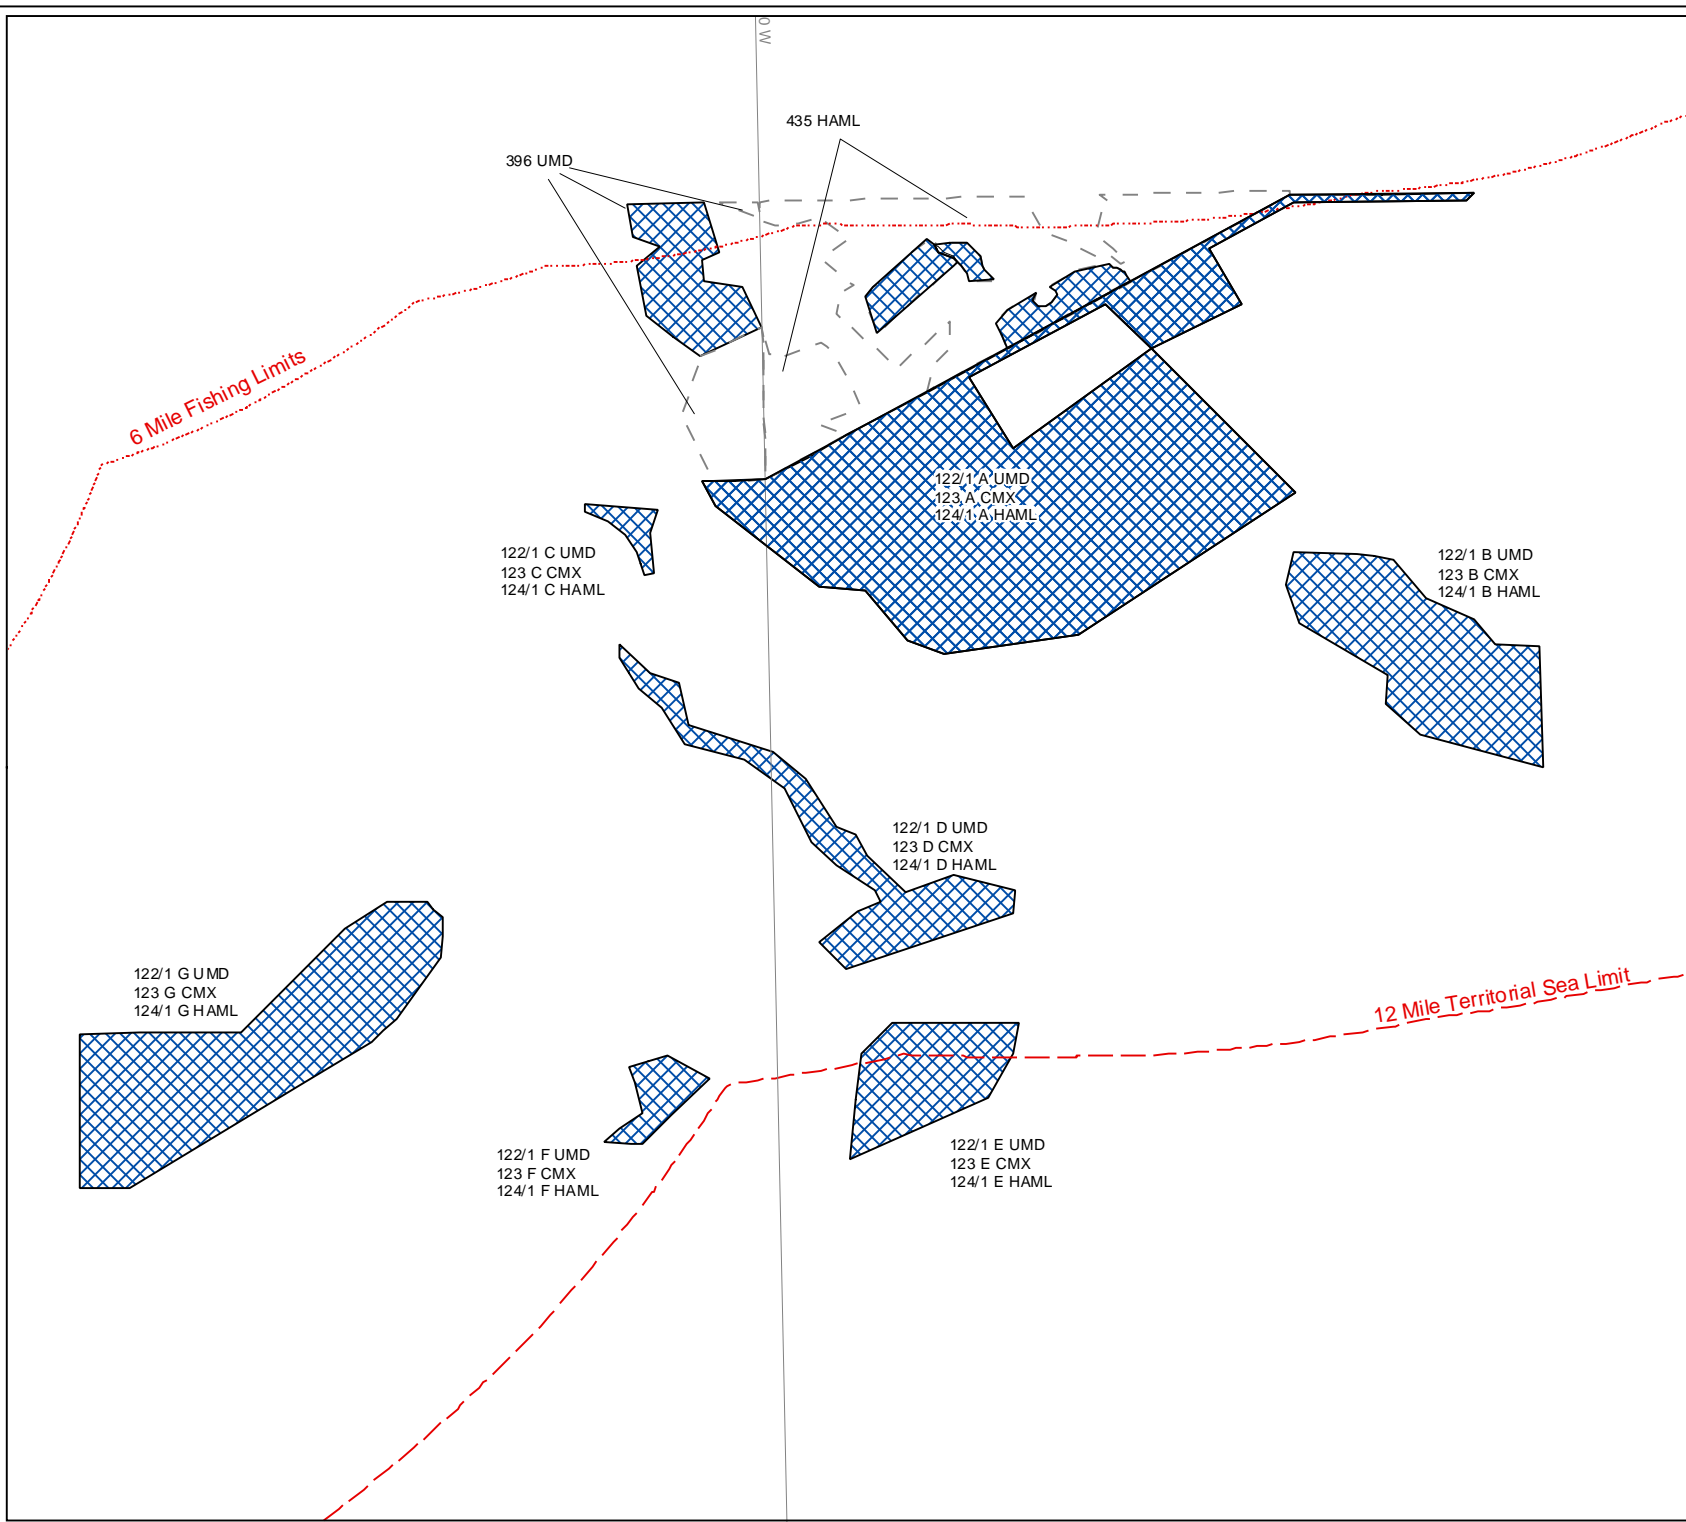 0 W
435 HAML
396 UMD
6 Mile Fishing Limits
122/1 A UMD
123 A CMX
124/1 A HAML
122/1 C UMD
123 C CMX
124/1 C HAML
122/1 B UMD
123 B CMX
124/1 B HAML
122/1 D UMD
123 D CMX
124/1 D HAML
122/1 G UMD
123 G CMX
124/1 G HAML
12 Mile Territorial Sea Limit
122/1 F UMD
123 F CMX
124/1 F HAML
122/1 E UMD
123 E CMX
124/1 E HAML